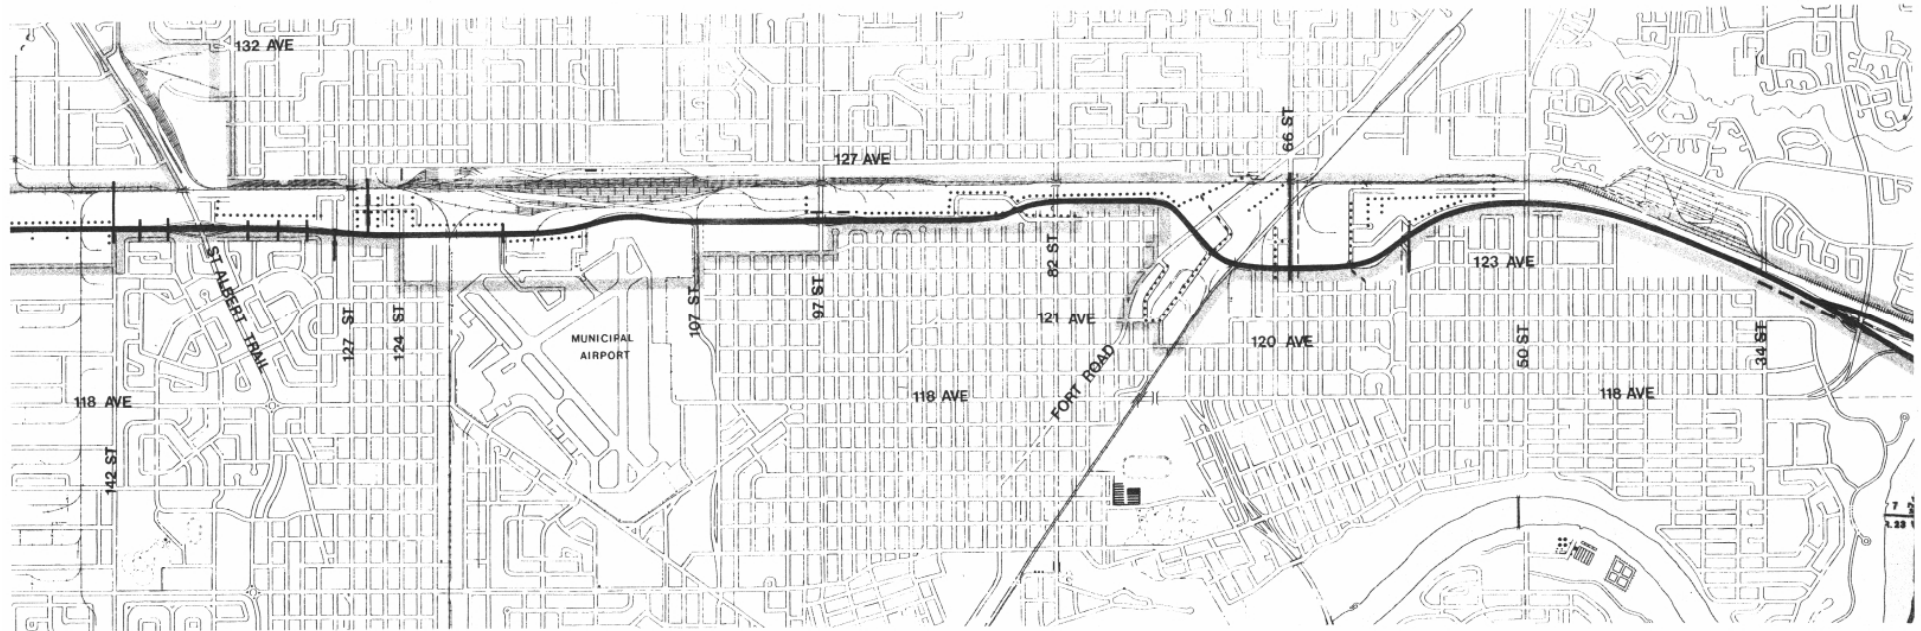 132 AVE
66 ST
127 AVE
ST ALBERT TRAIL
82 ST
123 AVE
97 ST
107 ST
127 ST
124 ST
121 AVE
MUNICIPAL
AIRPORT
120 AVE
50 ST
34 ST
FORT ROAD
118 AVE
118 AVE
118 AVE
142 ST